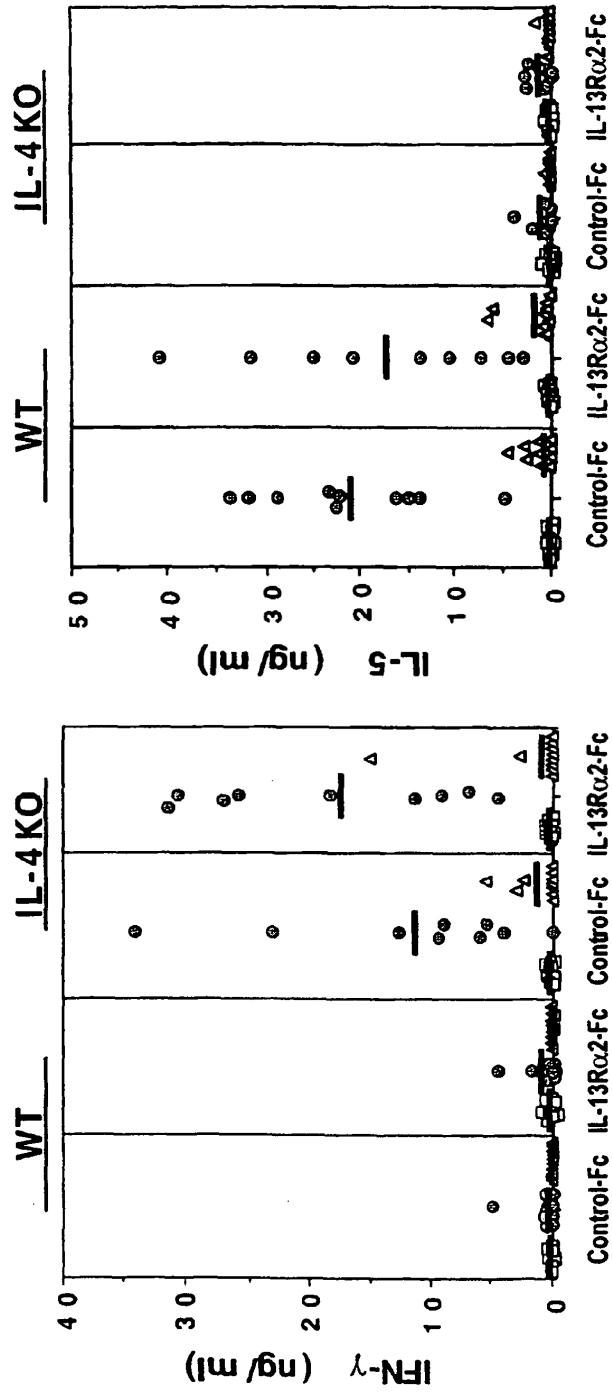 WT IL-4 KO
IFN-γ (ng/ml)
40
30
20
10
0
Control-Fc IL-13Rα2-Fc Control-Fc IL-13Rα2-Fc
WT IL-4 KO
IL-5 (ng/ml)
50
40
30
20
10
0
Control-Fc IL-13Rα2-Fc Control-Fc IL-13Rα2-Fc